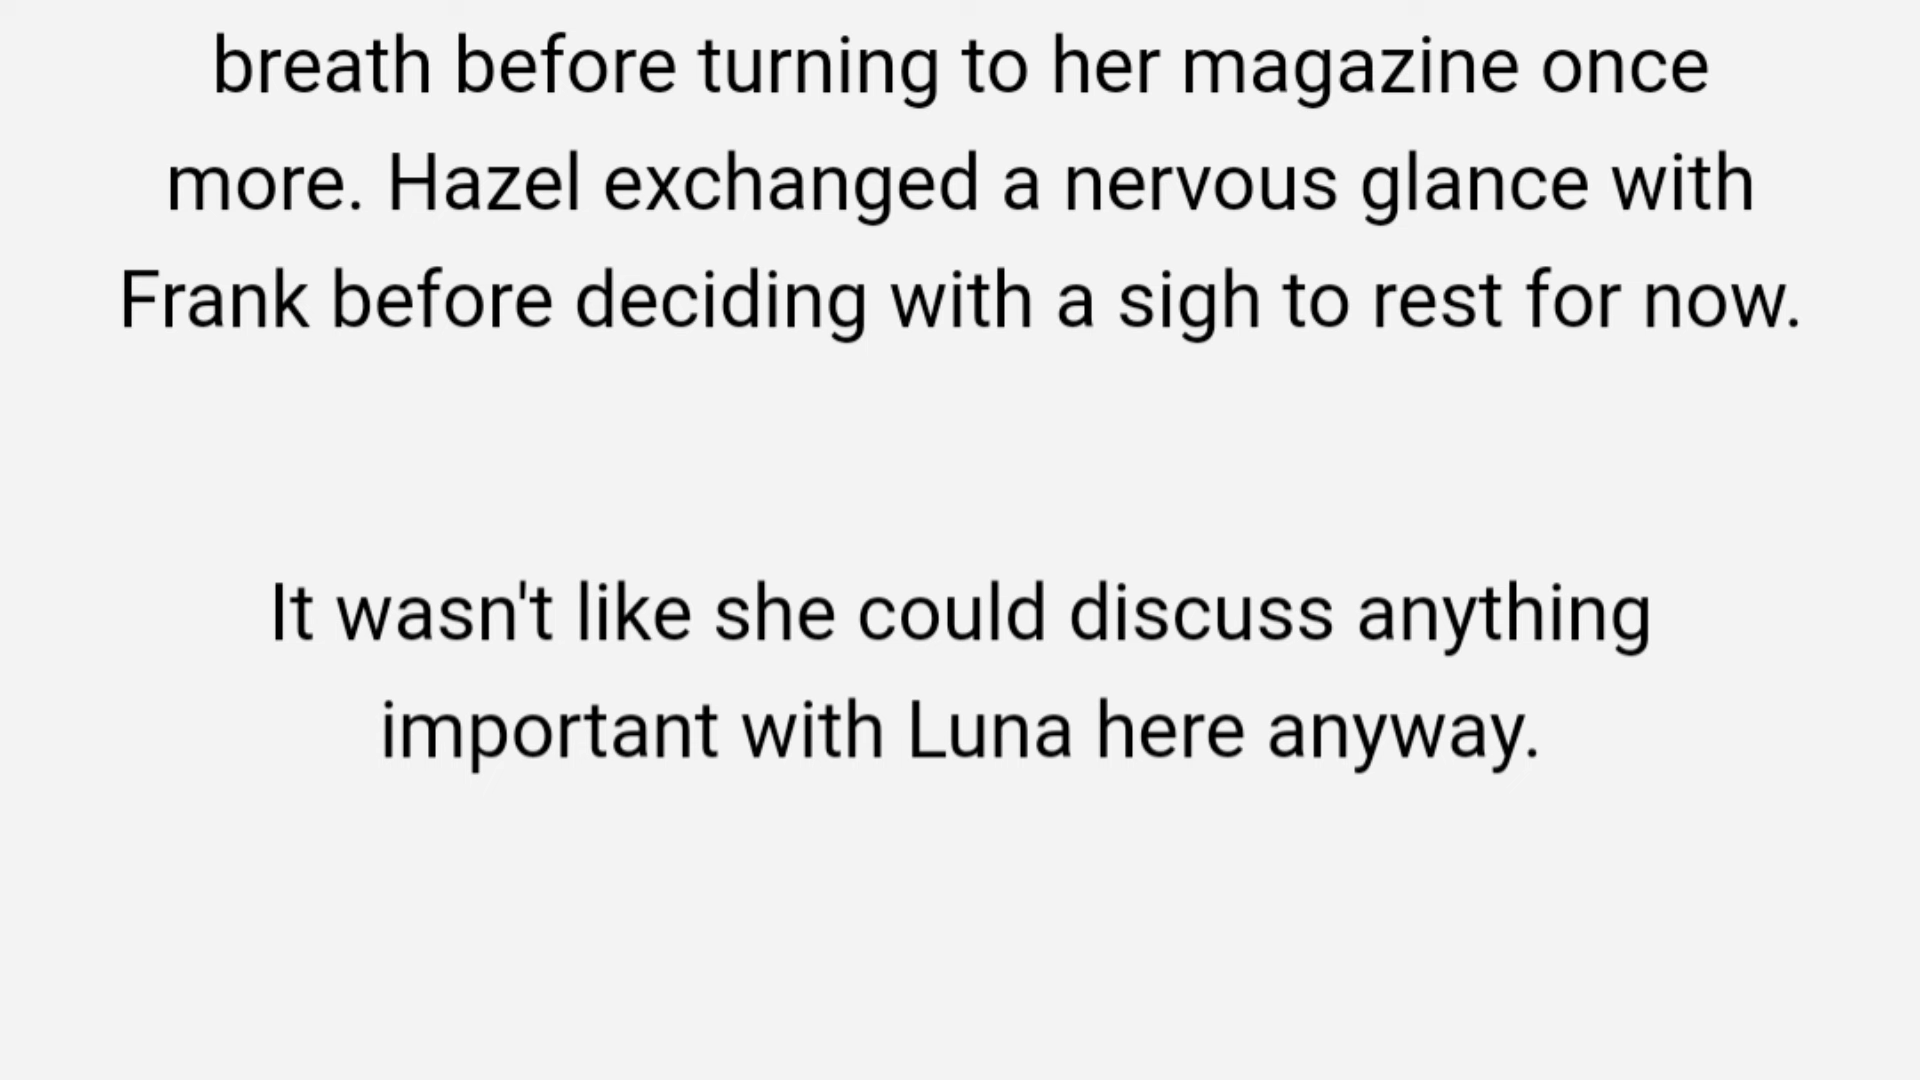 breath before turning to her magazine once
more. Hazel exchanged a nervous glance with
Frank before deciding with a sigh to rest for now.
It wasn't like she could discuss anything
important with Luna here anyway.